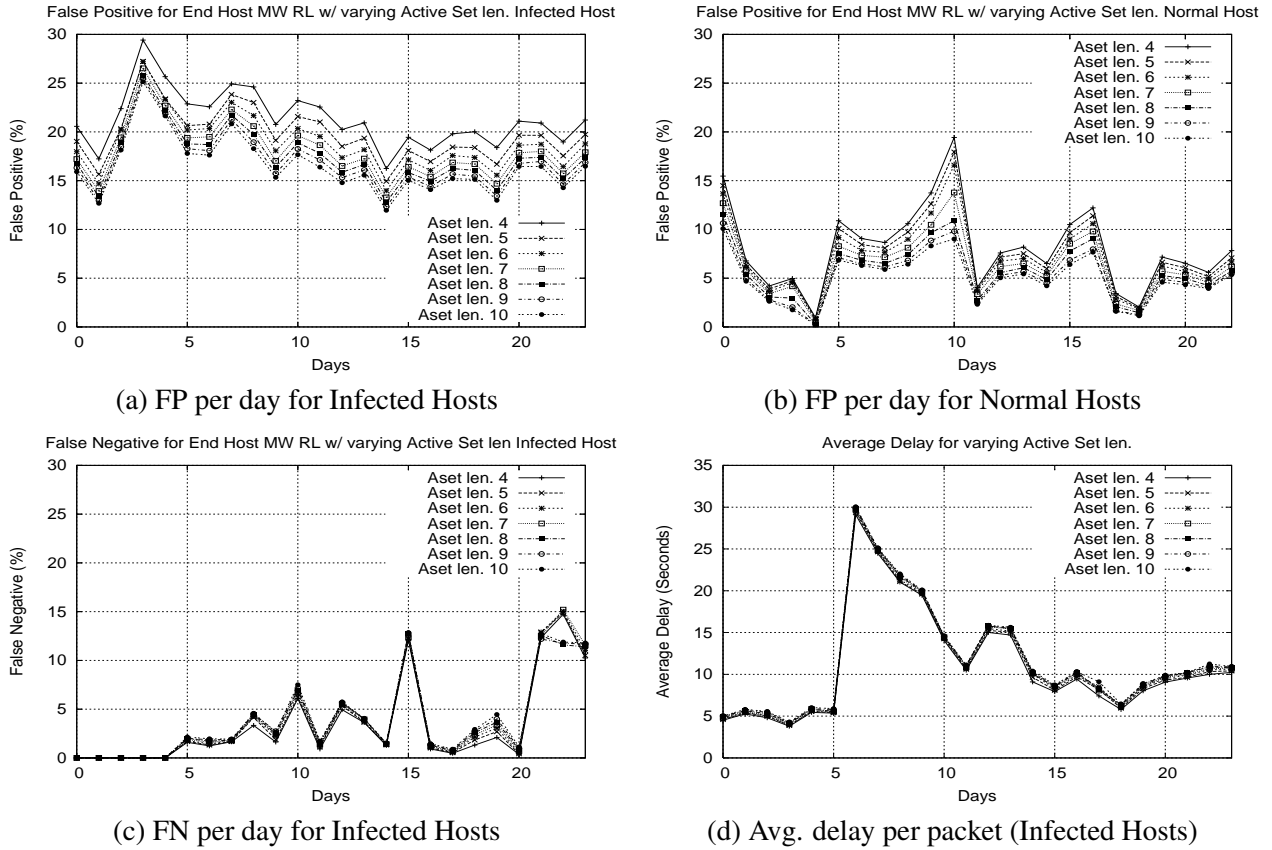 False Positive for End Host MW RL w/ varying Active Set len. Infected Host
30
25
20
15
10
5
0
False Positive (%)
Aset len. 4
Aset len. 5
Aset len. 6
Aset len. 7
Aset len. 8
Aset len. 9
Aset len. 10
0 5 10 15 20
Days
(a) FP per day for Infected Hosts
False Positive for End Host MW RL w/ varying Active Set len. Normal Host
30
25
20
15
10
5
0
False Positive (%)
Aset len. 4
Aset len. 5
Aset len. 6
Aset len. 7
Aset len. 8
Aset len. 9
Aset len. 10
0 5 10 15 20
Days
(b) FP per day for Normal Hosts
False Negative for End Host MW RL w/ varying Active Set len Infected Host
30
25
20
15
10
5
0
False Negative (%)
Aset len. 4
Aset len. 5
Aset len. 6
Aset len. 7
Aset len. 8
Aset len. 9
Aset len. 10
0 5 10 15 20
Days
(c) FN per day for Infected Hosts
Average Delay for varying Active Set len.
35
30
25
20
15
10
5
0
Average Delay (Seconds)
Aset len. 4
Aset len. 5
Aset len. 6
Aset len. 7
Aset len. 8
Aset len. 9
Aset len. 10
0 5 10 15 20
Days
(d) Avg. delay per packet (Infected Hosts)